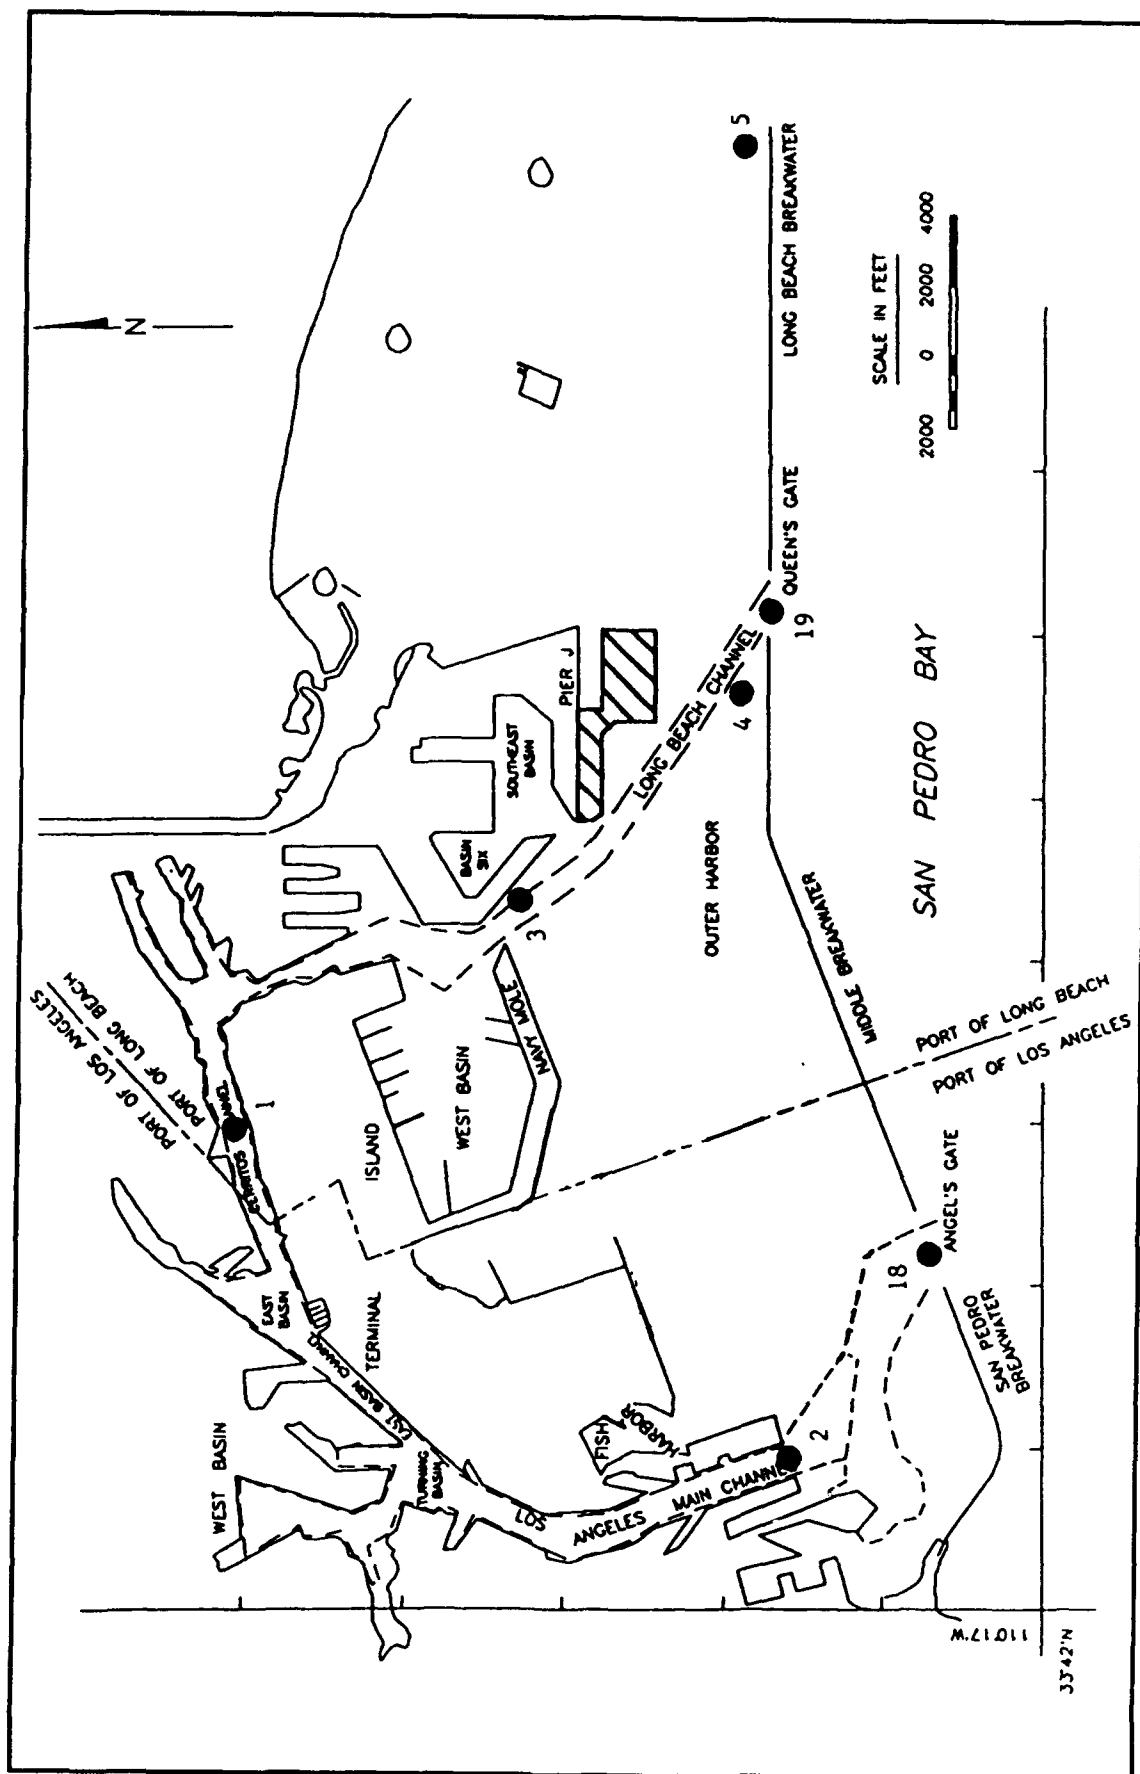 N
PORT OF LOS ANGELES
PORT OF LONG BEACH
WEST BASIN
EAST
BASIN
CERRITOS
CHANNEL
1
EAST BASIN CHANNEL
TURNING
BASIN
TERMINAL
ISLAND
WEST BASIN
NAVY MOLE
3
BASIN
SIX
SOUTHEAST
BASIN
PIER J
LOS
ANGELES
MAIN CHANNEL
FISH
HARBOR
2
OUTER HARBOR
LONG BEACH CHANNEL
4
19
QUEEN'S GATE
5
LONG BEACH BREAKWATER
MIDDLE BREAKWATER
18
ANGEL'S GATE
SAN PEDRO
BREAKWATER
PORT OF LONG BEACH
PORT OF LOS ANGELES
SAN PEDRO BAY
SCALE IN FEET
2000 0 2000 4000
110°17'W
33°42'N